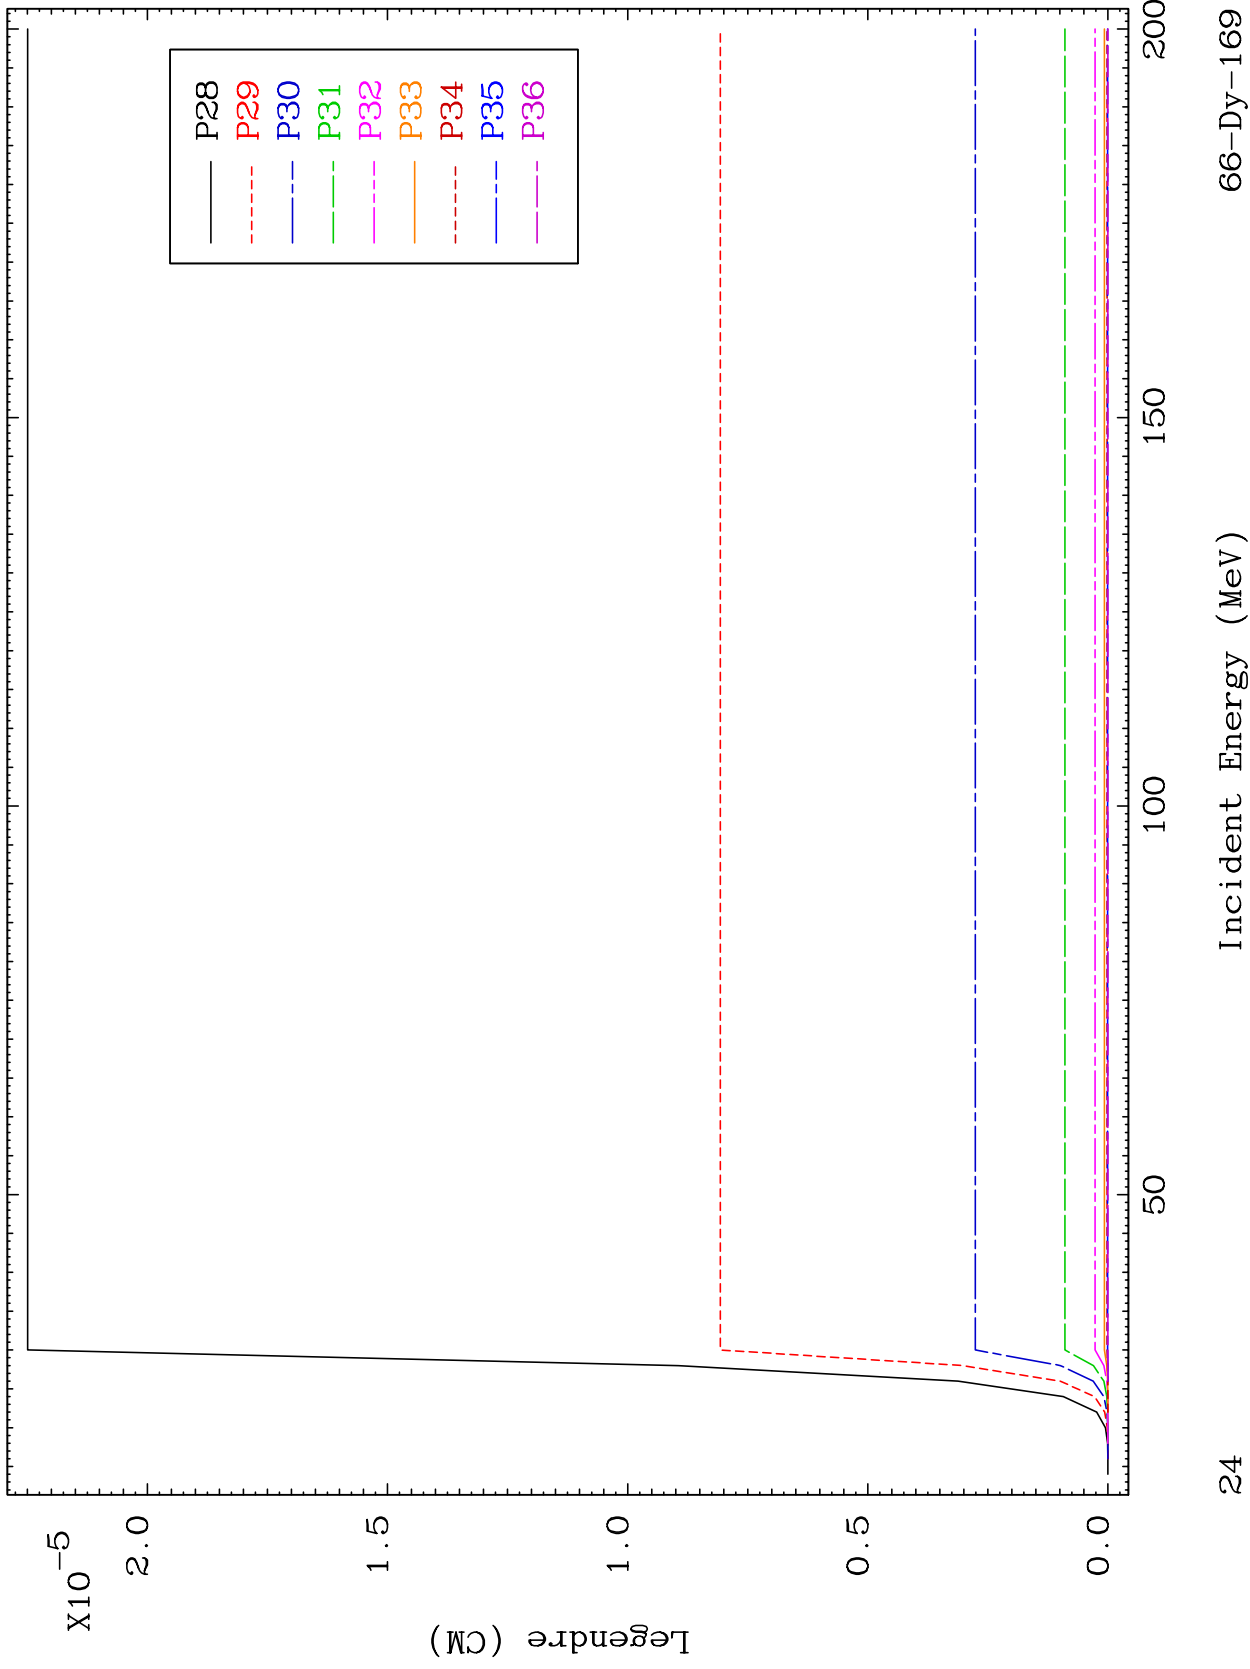 X10 -5
2.0
1.5
1.0
0.5
0.0
Legendre (CM)
P28
P29
P30
P31
P32
P33
P34
P35
P36
50
100
150
200
Incident Energy (MeV)
24
66-Dy-169